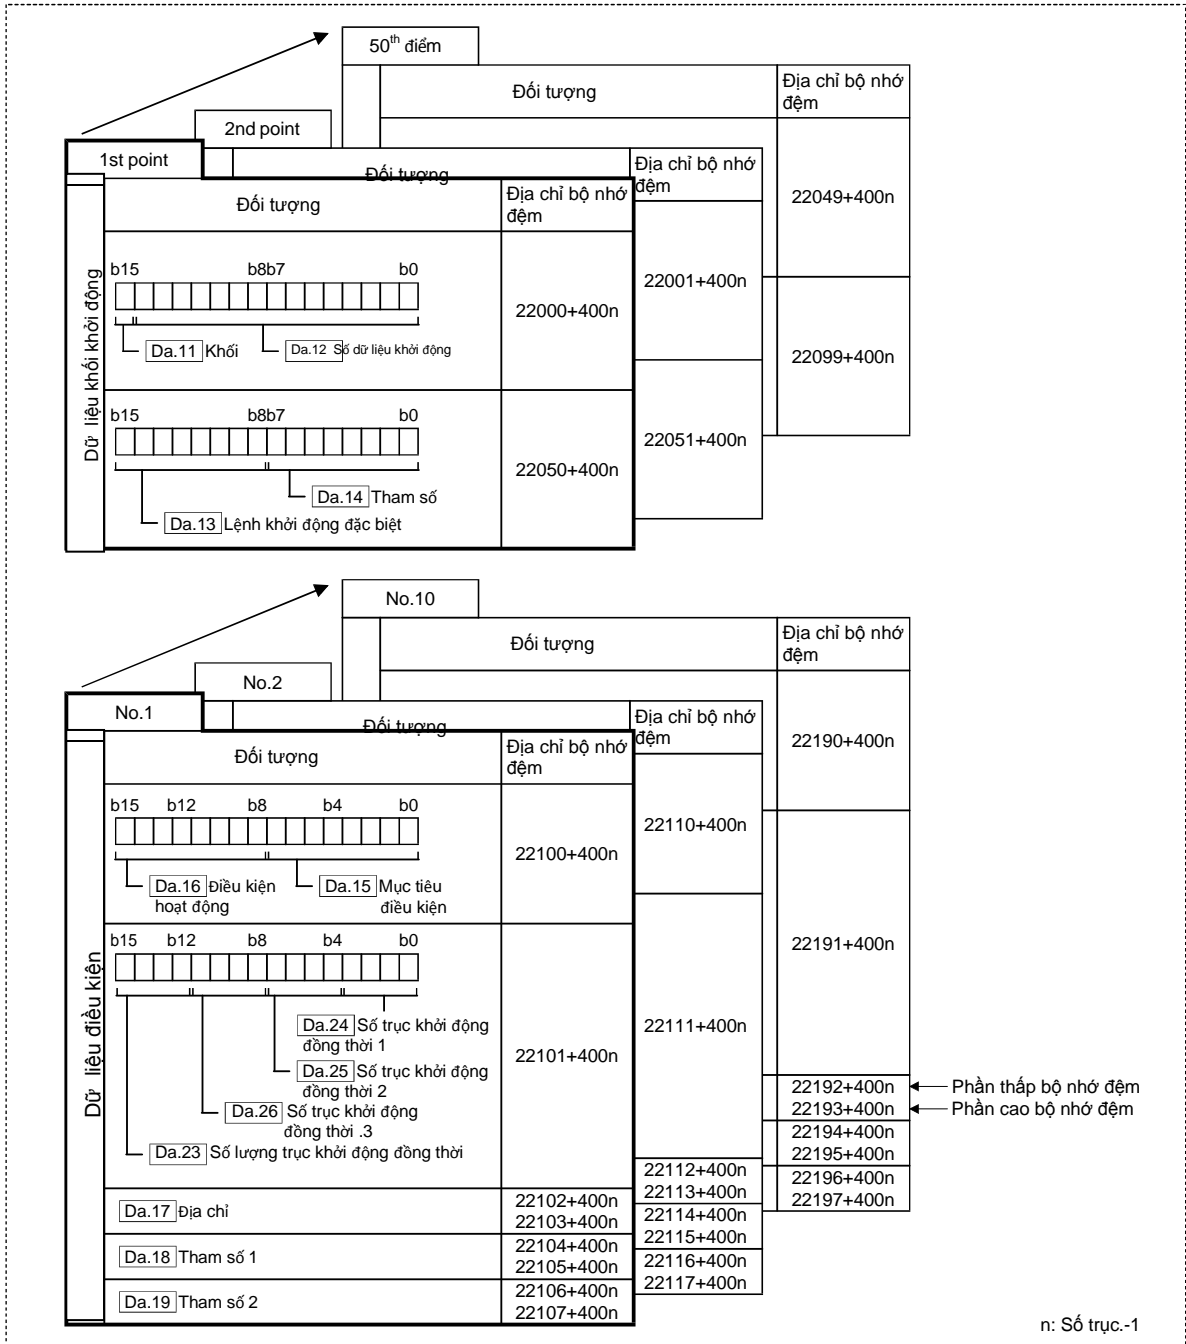 50th điểm
Đối tượng
Địa chỉ bộ nhớ
đệm
22049+400n
22099+400n
2nd point
Đối tượng
Địa chỉ bộ nhớ
đệm
22001+400n
22051+400n
1st point
Đối tượng
Địa chỉ bộ nhớ
đệm
Dữ liệu khối khởi động
b15 b8b7 b0
Da.11 Khối
Da.12 Số dữ liệu khởi động
22000+400n
b15 b8b7 b0
Da.14 Tham số
Da.13 Lệnh khởi động đặc biệt
22050+400n
No.10
Đối tượng
Địa chỉ bộ nhớ
đệm
22190+400n
22191+400n
22192+400n
Phần thấp bộ nhớ đệm
22193+400n
Phần cao bộ nhớ đệm
22194+400n
22195+400n
22196+400n
22197+400n
No.2
Đối tượng
Địa chỉ bộ nhớ
đệm
22110+400n
22111+400n
22112+400n
22113+400n
22114+400n
22115+400n
22116+400n
22117+400n
No.1
Đối tượng
Địa chỉ bộ nhớ
đệm
Dữ liệu điều kiện
b15 b12 b8 b4 b0
Da.16 Điều kiện
hoạt động
Da.15 Mục tiêu
điều kiện
22100+400n
b15 b12 b8 b4 b0
Da.24 Số trục khởi động
đồng thời 1
Da.25 Số trục khởi động
đồng thời 2
Da.26 Số trục khởi động
đồng thời .3
Da.23 Số lượng trục khởi động đồng thời
22101+400n
Da.17 Địa chỉ
22102+400n
22103+400n
Da.18 Tham số 1
22104+400n
22105+400n
Da.19 Tham số 2
22106+400n
22107+400n
n: Số trục.-1